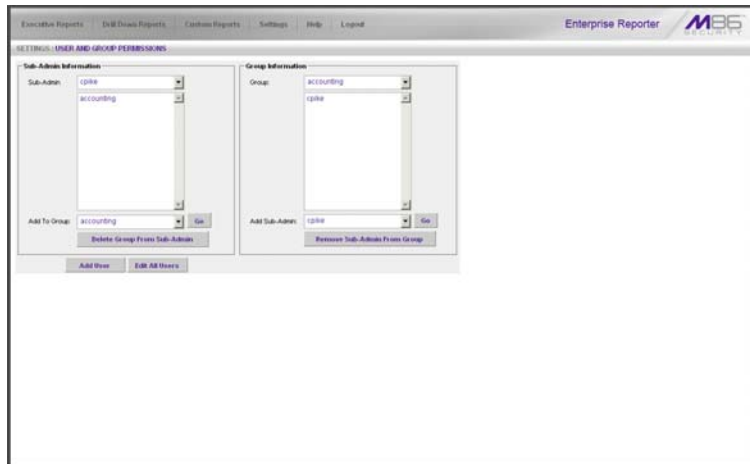 Executive Reports Drill Down Reports Custom Reports Settings Help Logout
Enterprise Reporter
M86
SECURITY
SETTINGS : USER AND GROUP PERMISSIONS
Sub-Admin Information
Sub-Admin: cpike
accounting
Add To Group: accounting Go
Delete Group From Sub-Admin
Group Information
Group: accounting
cpike
Add Sub-Admin: cpike Go
Remove Sub-Admin From Group
Add User Edit All Users